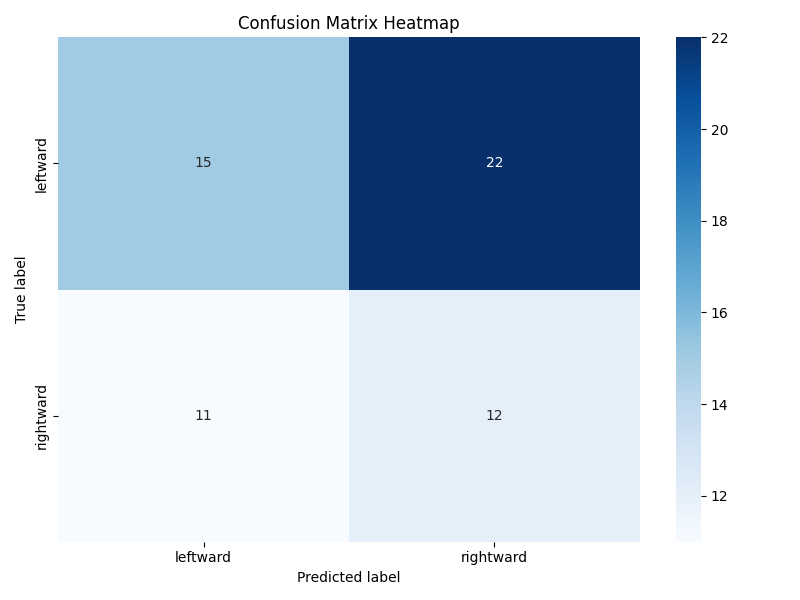 Confusion Matrix Heatmap
True label
leftward
rightward
15
22
11
12
leftward
rightward
Predicted label
22
20
18
16
14
12